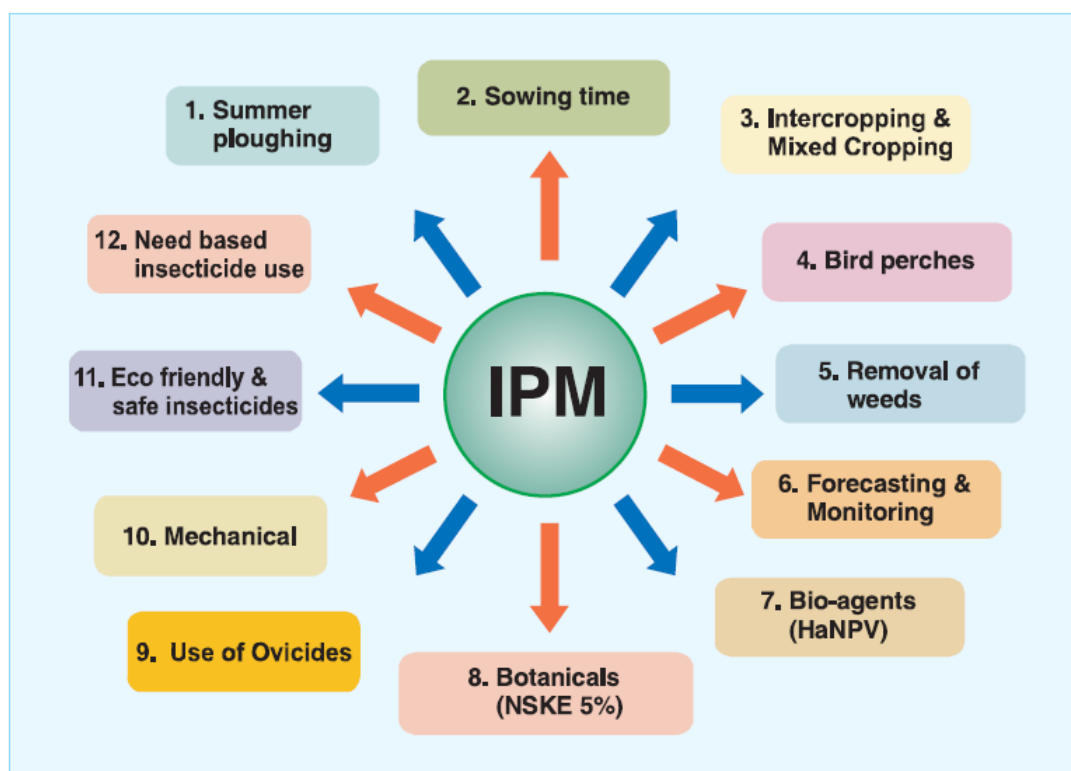 1. Summer
ploughing
2. Sowing time
3. Intercropping &
Mixed Cropping
12. Need based
insecticide use
4. Bird perches
11. Eco friendly &
safe insecticides
IPM
5. Removal of
weeds
10. Mechanical
6. Forecasting &
Monitoring
9. Use of Ovicides
8. Botanicals
(NSKE 5%)
7. Bio-agents
(HaNPV)